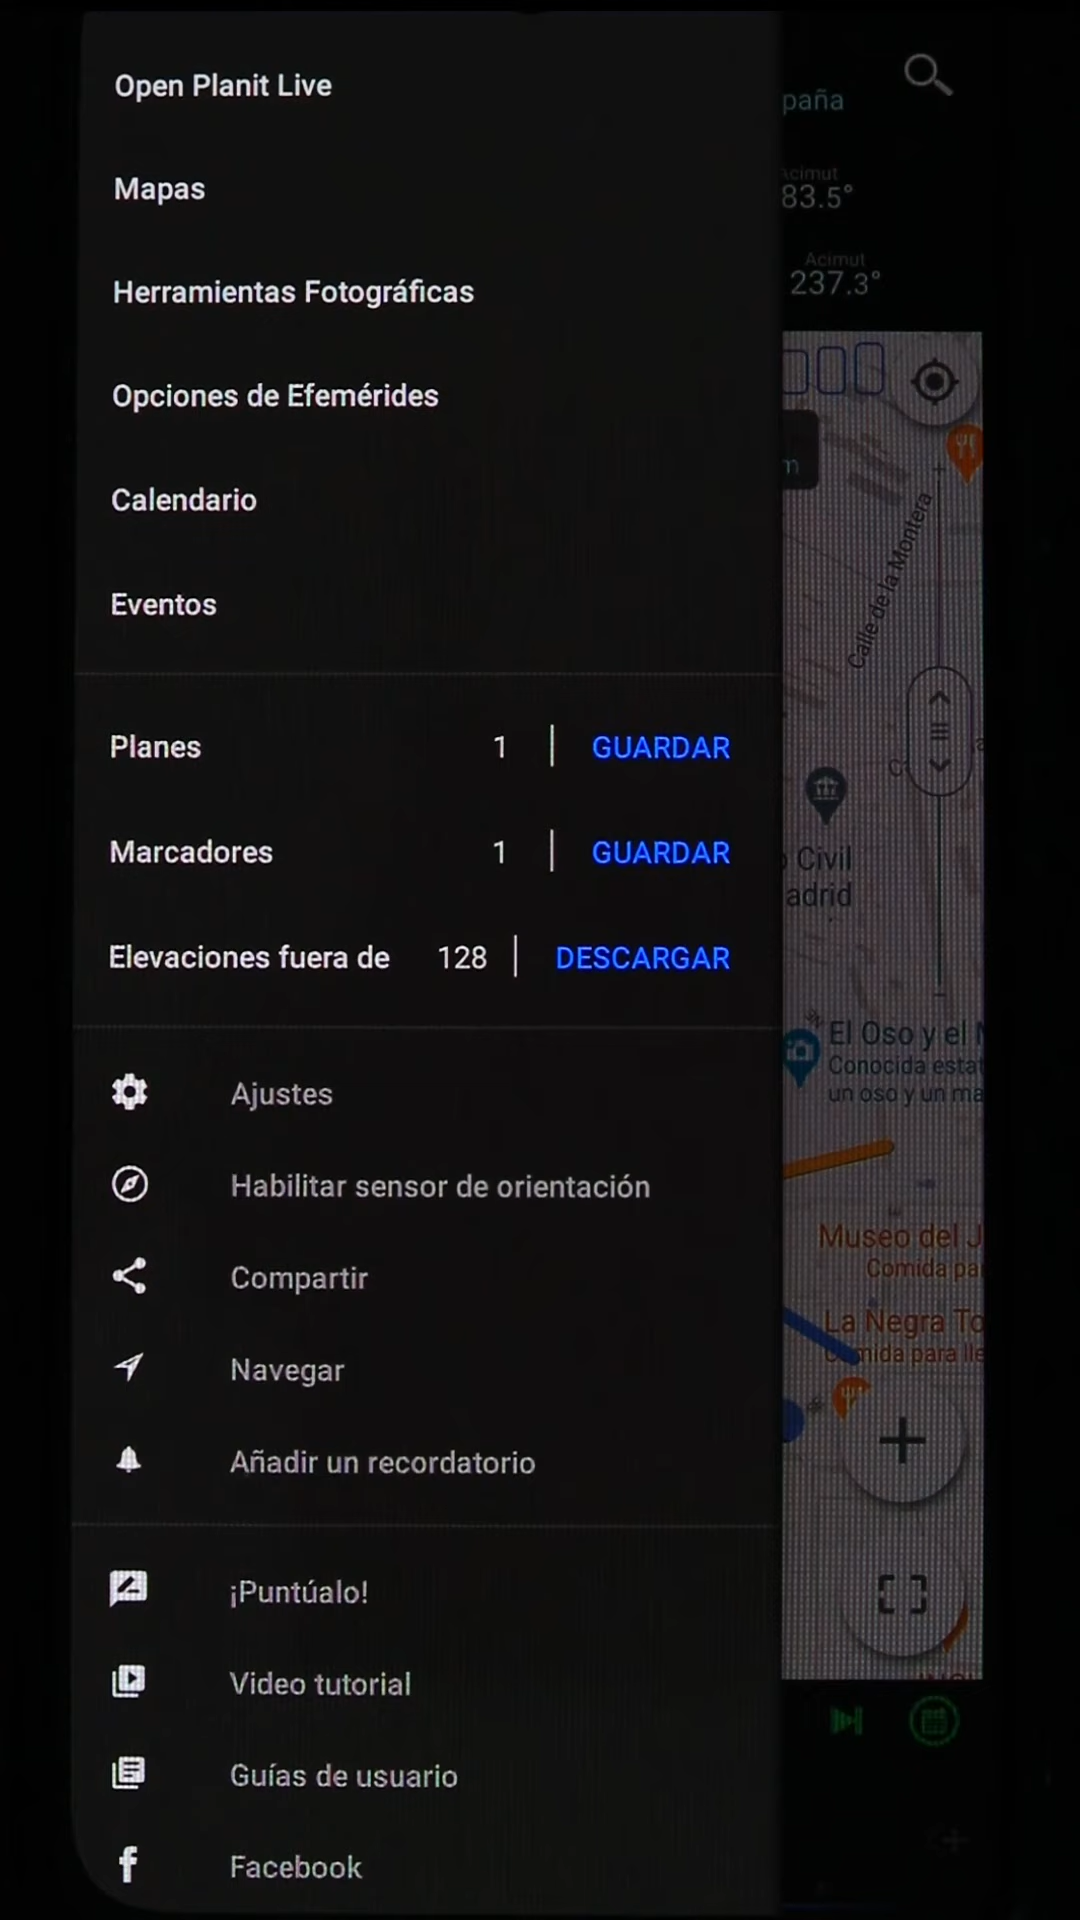 Open Planit Live
Mapas
Herramientas Fotográficas
Opciones de Efemérides
Calendario
Eventos
Planes 1 | GUARDAR
Marcadores 1 | GUARDAR
Elevaciones fuera de 128 | DESCARGAR
Ajustes
Habilitar sensor de orientación
Compartir
Navegar
Añadir un recordatorio
¡Puntúalo!
Video tutorial
Guías de usuario
Facebook
paña
Acimut
83.5°
Acimut
237.3°
m
Calle de la Montera
Civil
adrid
El Oso y el
Conocida esta
un oso y un ma
Museo del J
Comida pa
La Negra To
mida para lle